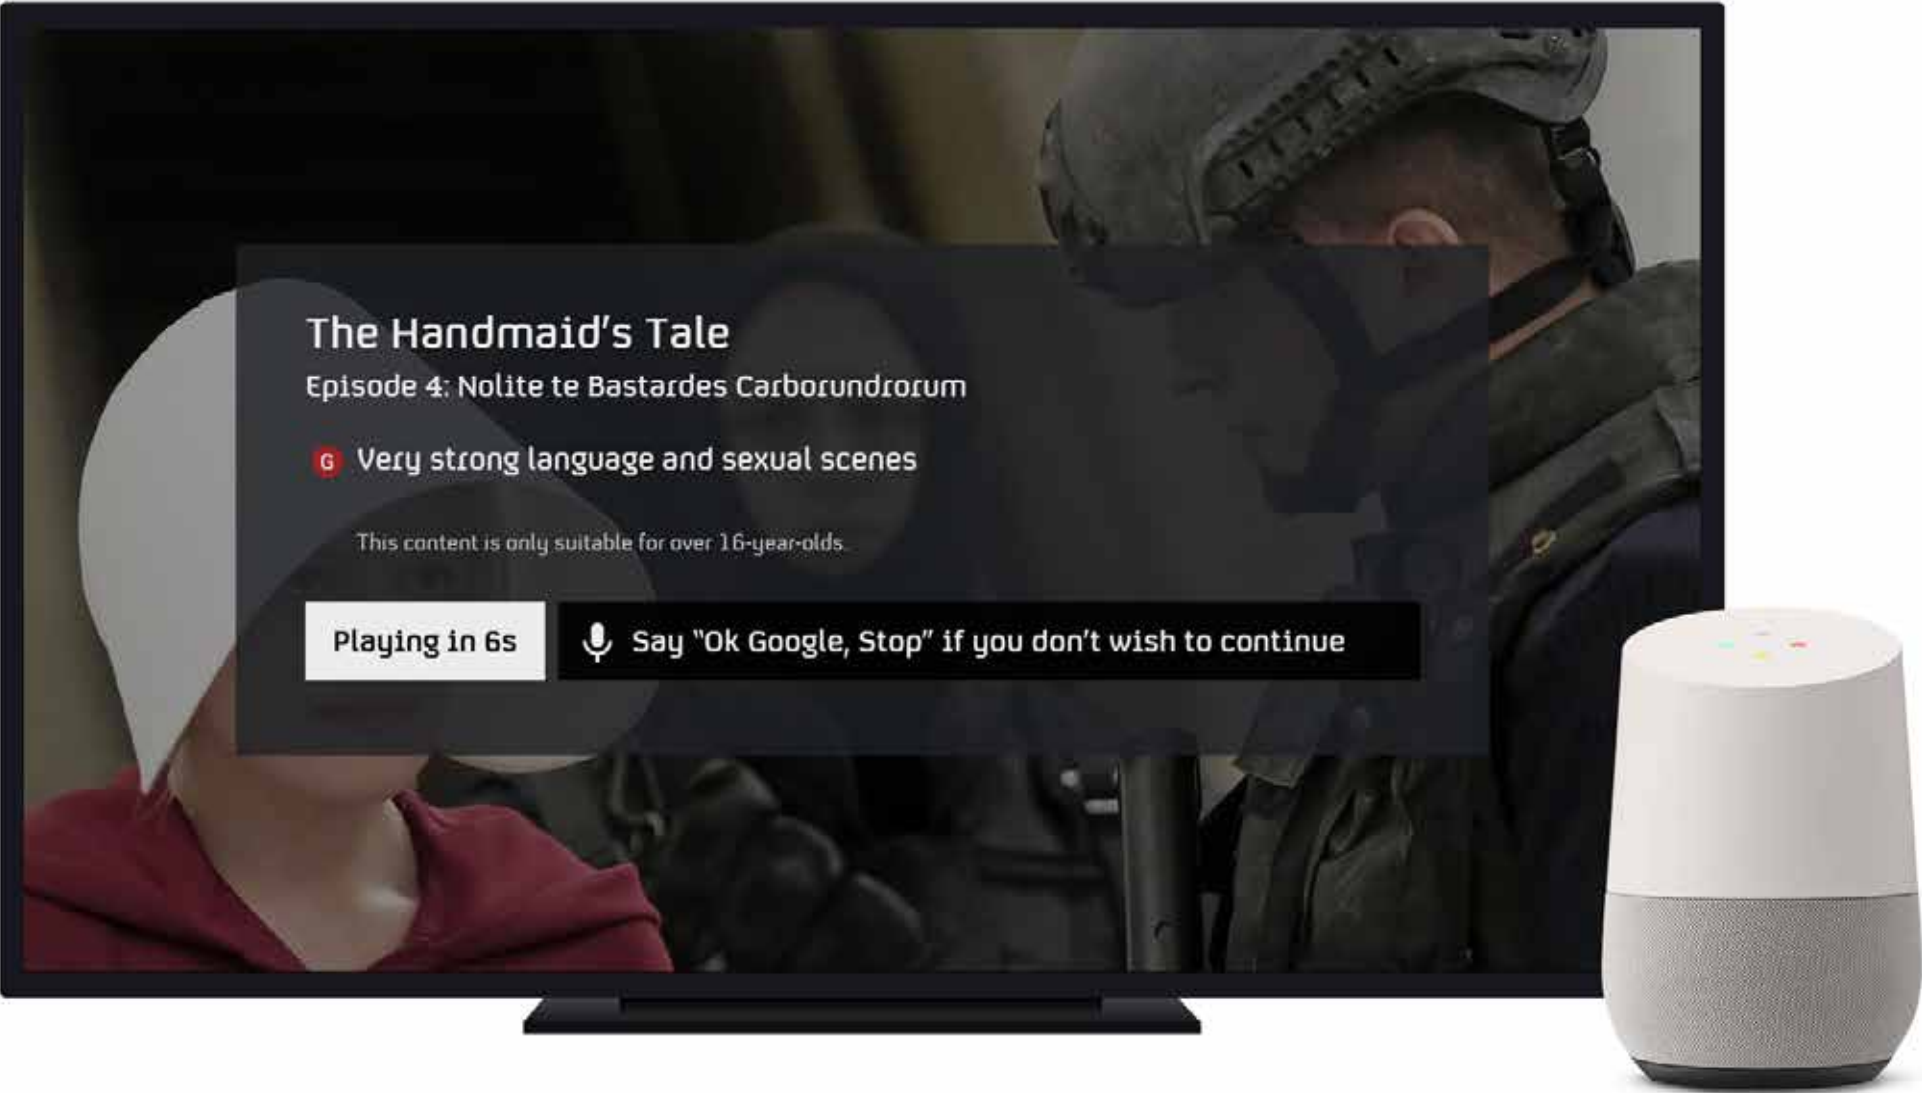 The Handmaid's Tale
Episode 4: Nolite te Bastardes Carborundrorum
G Very strong language and sexual scenes
This content is only suitable for over 16-year-olds.
Playing in 6s
Say "Ok Google, Stop" if you don't wish to continue